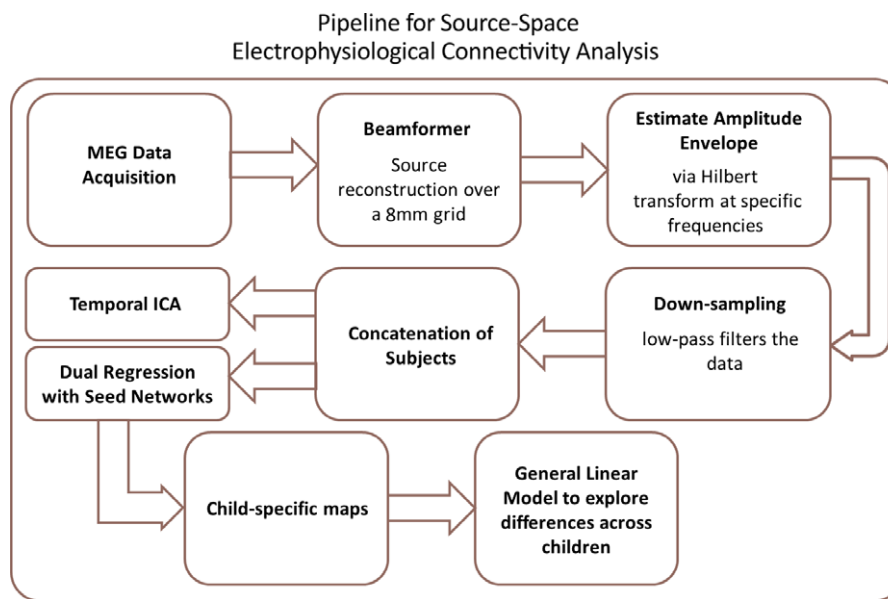 Pipeline for Source-Space
Electrophysiological Connectivity Analysis
MEG Data
Acquisition
Beamformer
Source
reconstruction over
a 8mm grid
Estimate Amplitude
Envelope
via Hilbert
transform at specific
frequencies
Down-sampling
low-pass filters the
data
Concatenation of
Subjects
Temporal ICA
Dual Regression
with Seed Networks
Child-specific maps
General Linear
Model to explore
differences across
children